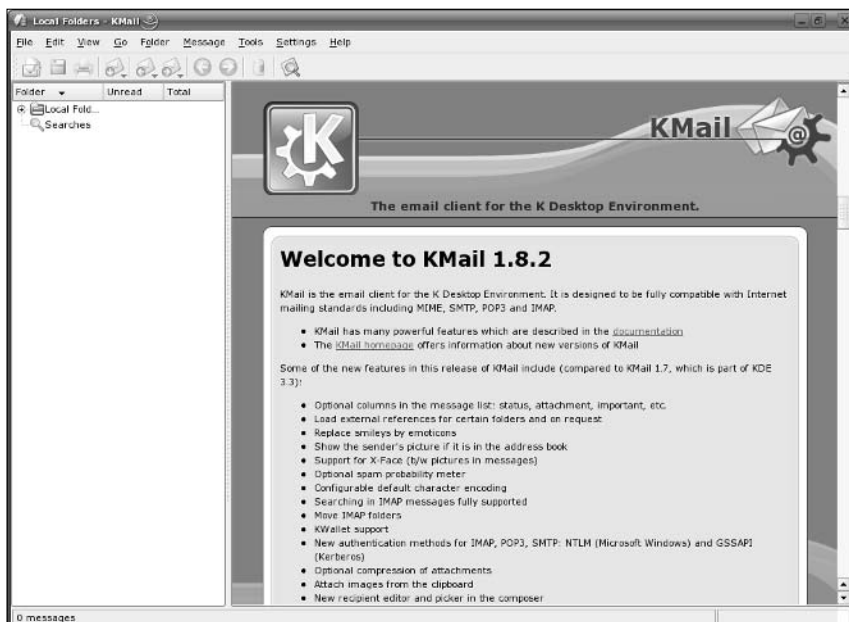 Local Folders - KMail
File Edit View Go Folder Message Tools Settings Help
Folder Unread Total
Local Fold...
Searches
K
KMail
@
The email client for the K Desktop Environment.
Welcome to KMail 1.8.2
KMail is the email client for the K Desktop Environment. It is designed to be fully compatible with Internet
mailing standards including MIME, SMTP, POP3 and IMAP.
• KMail has many powerful features which are described in the documentation
• The KMail homepage offers information about new versions of KMail
Some of the new features in this release of KMail include (compared to KMail 1.7, which is part of KDE
3.3):
• Optional columns in the message list: status, attachment, important, etc.
• Load external references for certain folders and on request
• Replace smileys by emoticons
• Show the sender's picture if it is in the address book
• Support for X-Face (b/w pictures in messages)
• Optional spam probability meter
• Configurable default character encoding
• Searching in IMAP messages fully supported
• Move IMAP folders
• KWallet support
• New authentication methods for IMAP, POP3, SMTP: NTLM (Microsoft Windows) and GSSAPI
(Kerberos)
• Optional compression of attachments
• Attach images from the clipboard
• New recipient editor and picker in the composer
0 messages